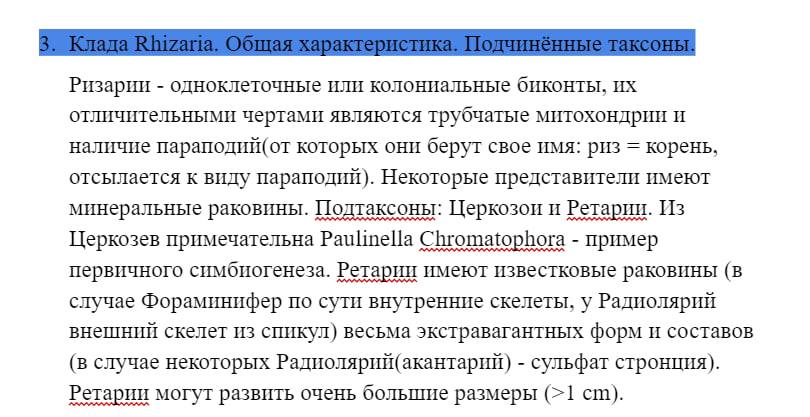 3. Клада Rhizaria. Общая характеристика. Подчинённые таксоны.
Ризарии - одноклеточные или колониальные биконты, их
отличительными чертами являются трубчатые митохондрии и
наличие параподий(от которых они берут свое имя: риз = корень,
отсылается к виду параподий). Некоторые представители имеют
минеральные раковины. Подтаксоны: Церкозои и Ретарии. Из
Церкозев примечательна Paulinella Chromatophora - пример
первичного симбиогенеза. Ретарии имеют известковые раковины (в
случае Фораминифер по сути внутренние скелеты, у Радиолярий
внешний скелет из спикул) весьма экстравагантных форм и составов
(в случае некоторых Радиолярий(акантарий) - сульфат стронция).
Ретарии могут развить очень большие размеры (>1 cm).